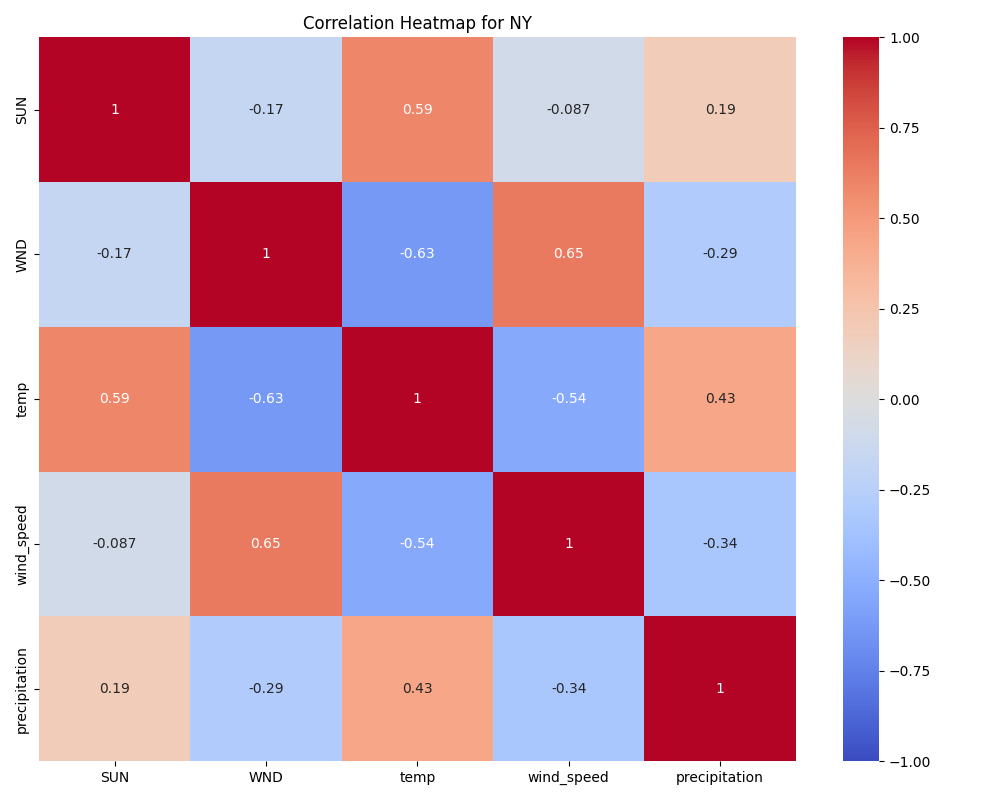 Correlation Heatmap for NY
SUN 1 -0.17 0.59 -0.087 0.19
WND -0.17 1 -0.63 0.65 -0.29
temp 0.59 -0.63 1 -0.54 0.43
wind_speed -0.087 0.65 -0.54 1 -0.34
precipitation 0.19 -0.29 0.43 -0.34 1
SUN WND temp wind_speed precipitation
1.00
0.75
0.50
0.25
0.00
−0.25
−0.50
−0.75
−1.00